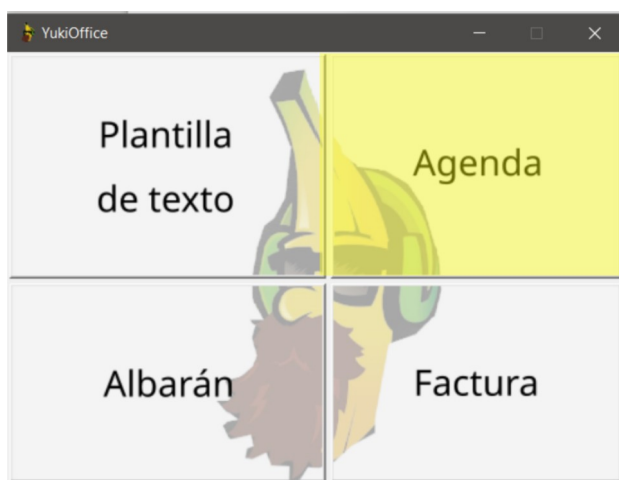 YukiOffice
Plantilla
de texto
Agenda
Albarán
Factura